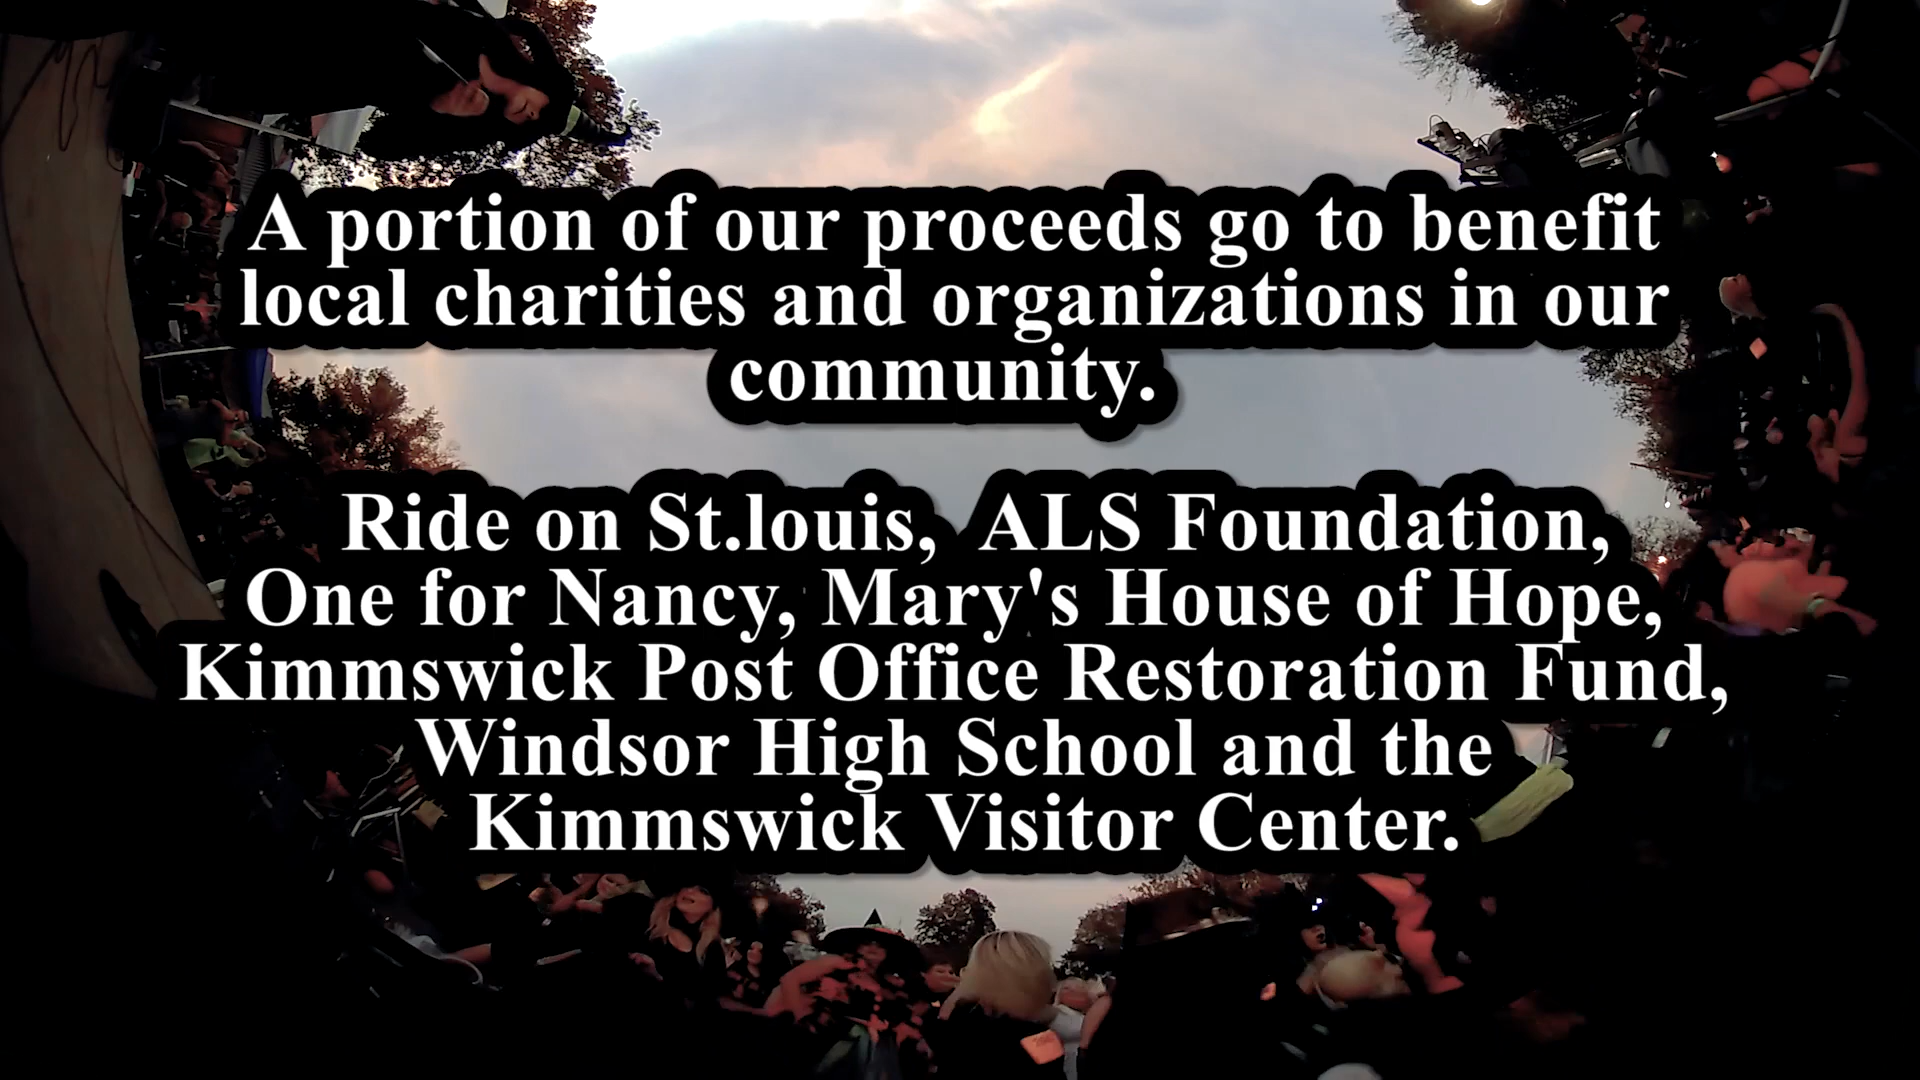 A portion of our proceeds go to benefit
local charities and organizations in our
community.
Ride on St.louis, ALS Foundation,
One for Nancy, Mary's House of Hope,
Kimmswick Post Office Restoration Fund,
Windsor High School and the
Kimmswick Visitor Center.